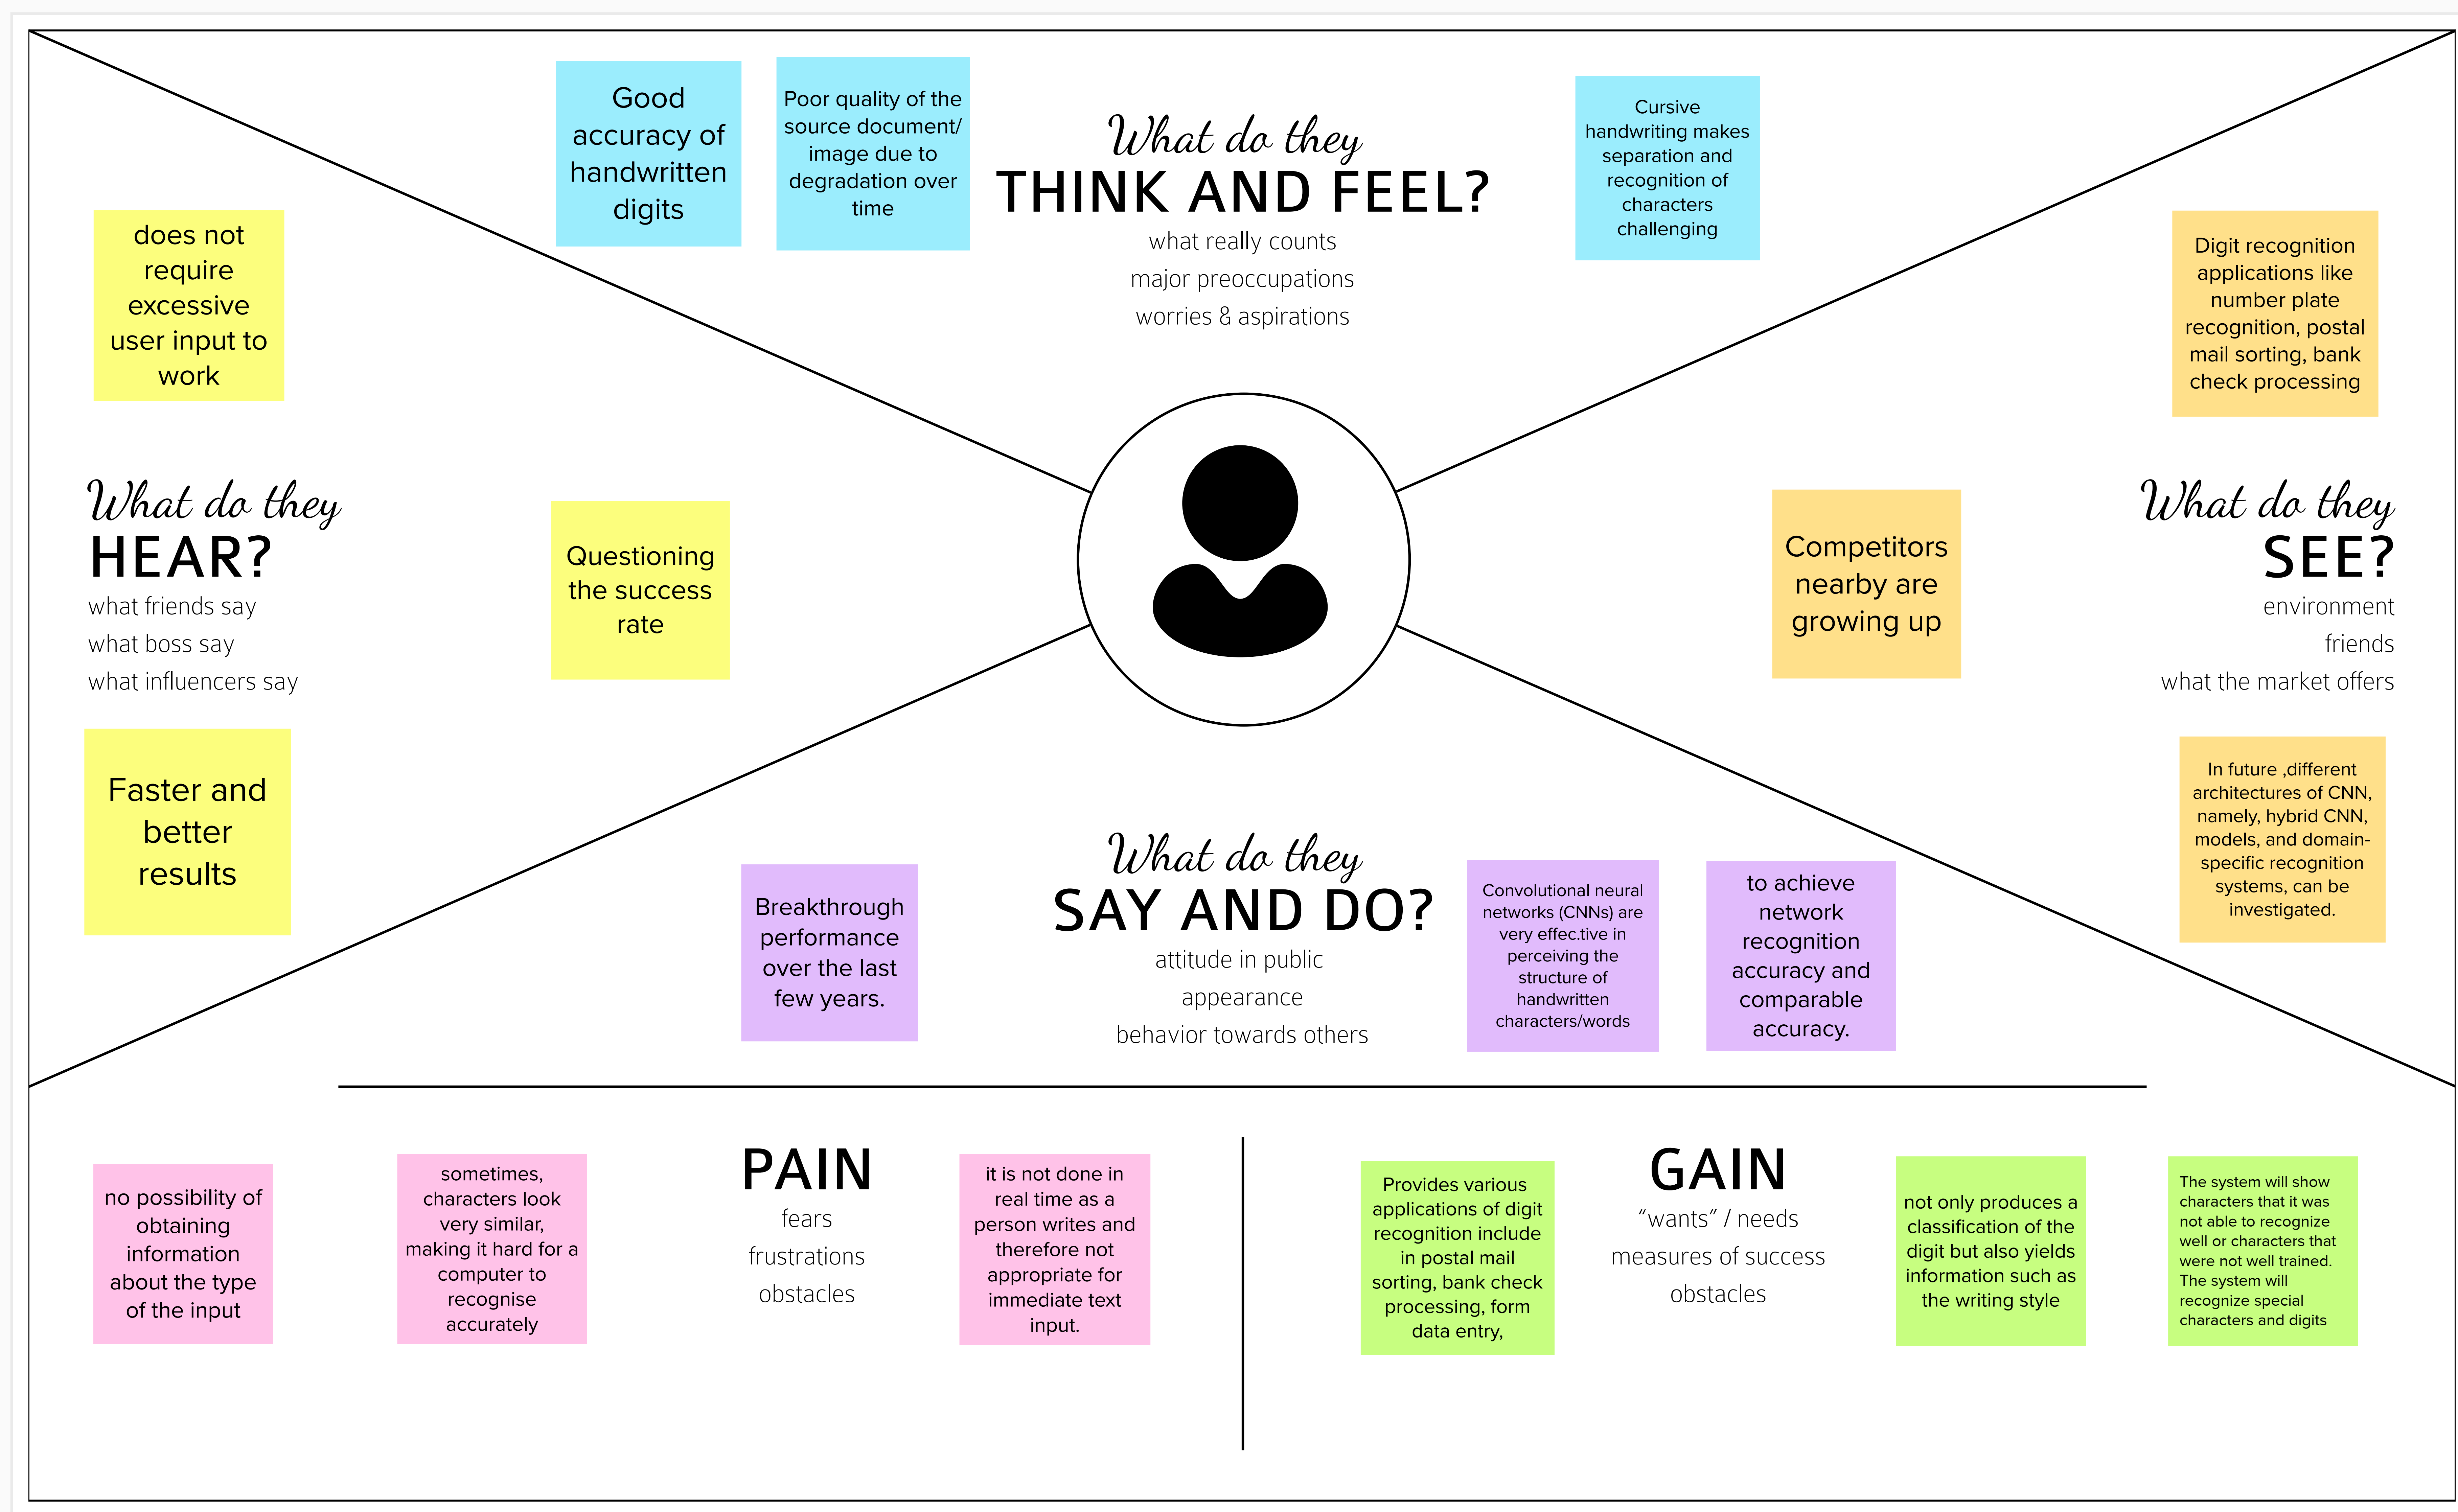 Good
accuracy of
handwritten
digits
Poor quality of the
source document/
image due to
degradation over
time
What do they
THINK AND FEEL?
what really counts
major preoccupations
worries & aspirations
Cursive
handwriting makes
separation and
recognition of
characters
challenging
does not
require
excessive
user input to
work
What do they
HEAR?
what friends say
what boss say
what influencers say
Questioning
the success
rate
Faster and
better
results
Digit recognition
applications like
number plate
recognition, postal
mail sorting, bank
check processing
Competitors
nearby are
growing up
What do they
SEE?
environment
friends
what the market offers
In future ,different
architectures of CNN,
namely, hybrid CNN,
models, and domain-
specific recognition
systems, can be
investigated.
Breakthrough
performance
over the last
few years.
What do they
SAY AND DO?
attitude in public
appearance
behavior towards others
Convolutional neural
networks (CNNs) are
very effec.tive in
perceiving the
structure of
handwritten
characters/words
to achieve
network
recognition
accuracy and
comparable
accuracy.
no possibility of
obtaining
information
about the type
of the input
sometimes,
characters look
very similar,
making it hard for a
computer to
recognise
accurately
PAIN
fears
frustrations
obstacles
it is not done in
real time as a
person writes and
therefore not
appropriate for
immediate text
input.
Provides various
applications of digit
recognition include
in postal mail
sorting, bank check
processing, form
data entry,
GAIN
“wants” / needs
measures of success
obstacles
not only produces a
classification of the
digit but also yields
information such as
the writing style
The system will show
characters that it was
not able to recognize
well or characters that
were not well trained.
The system will
recognize special
characters and digits